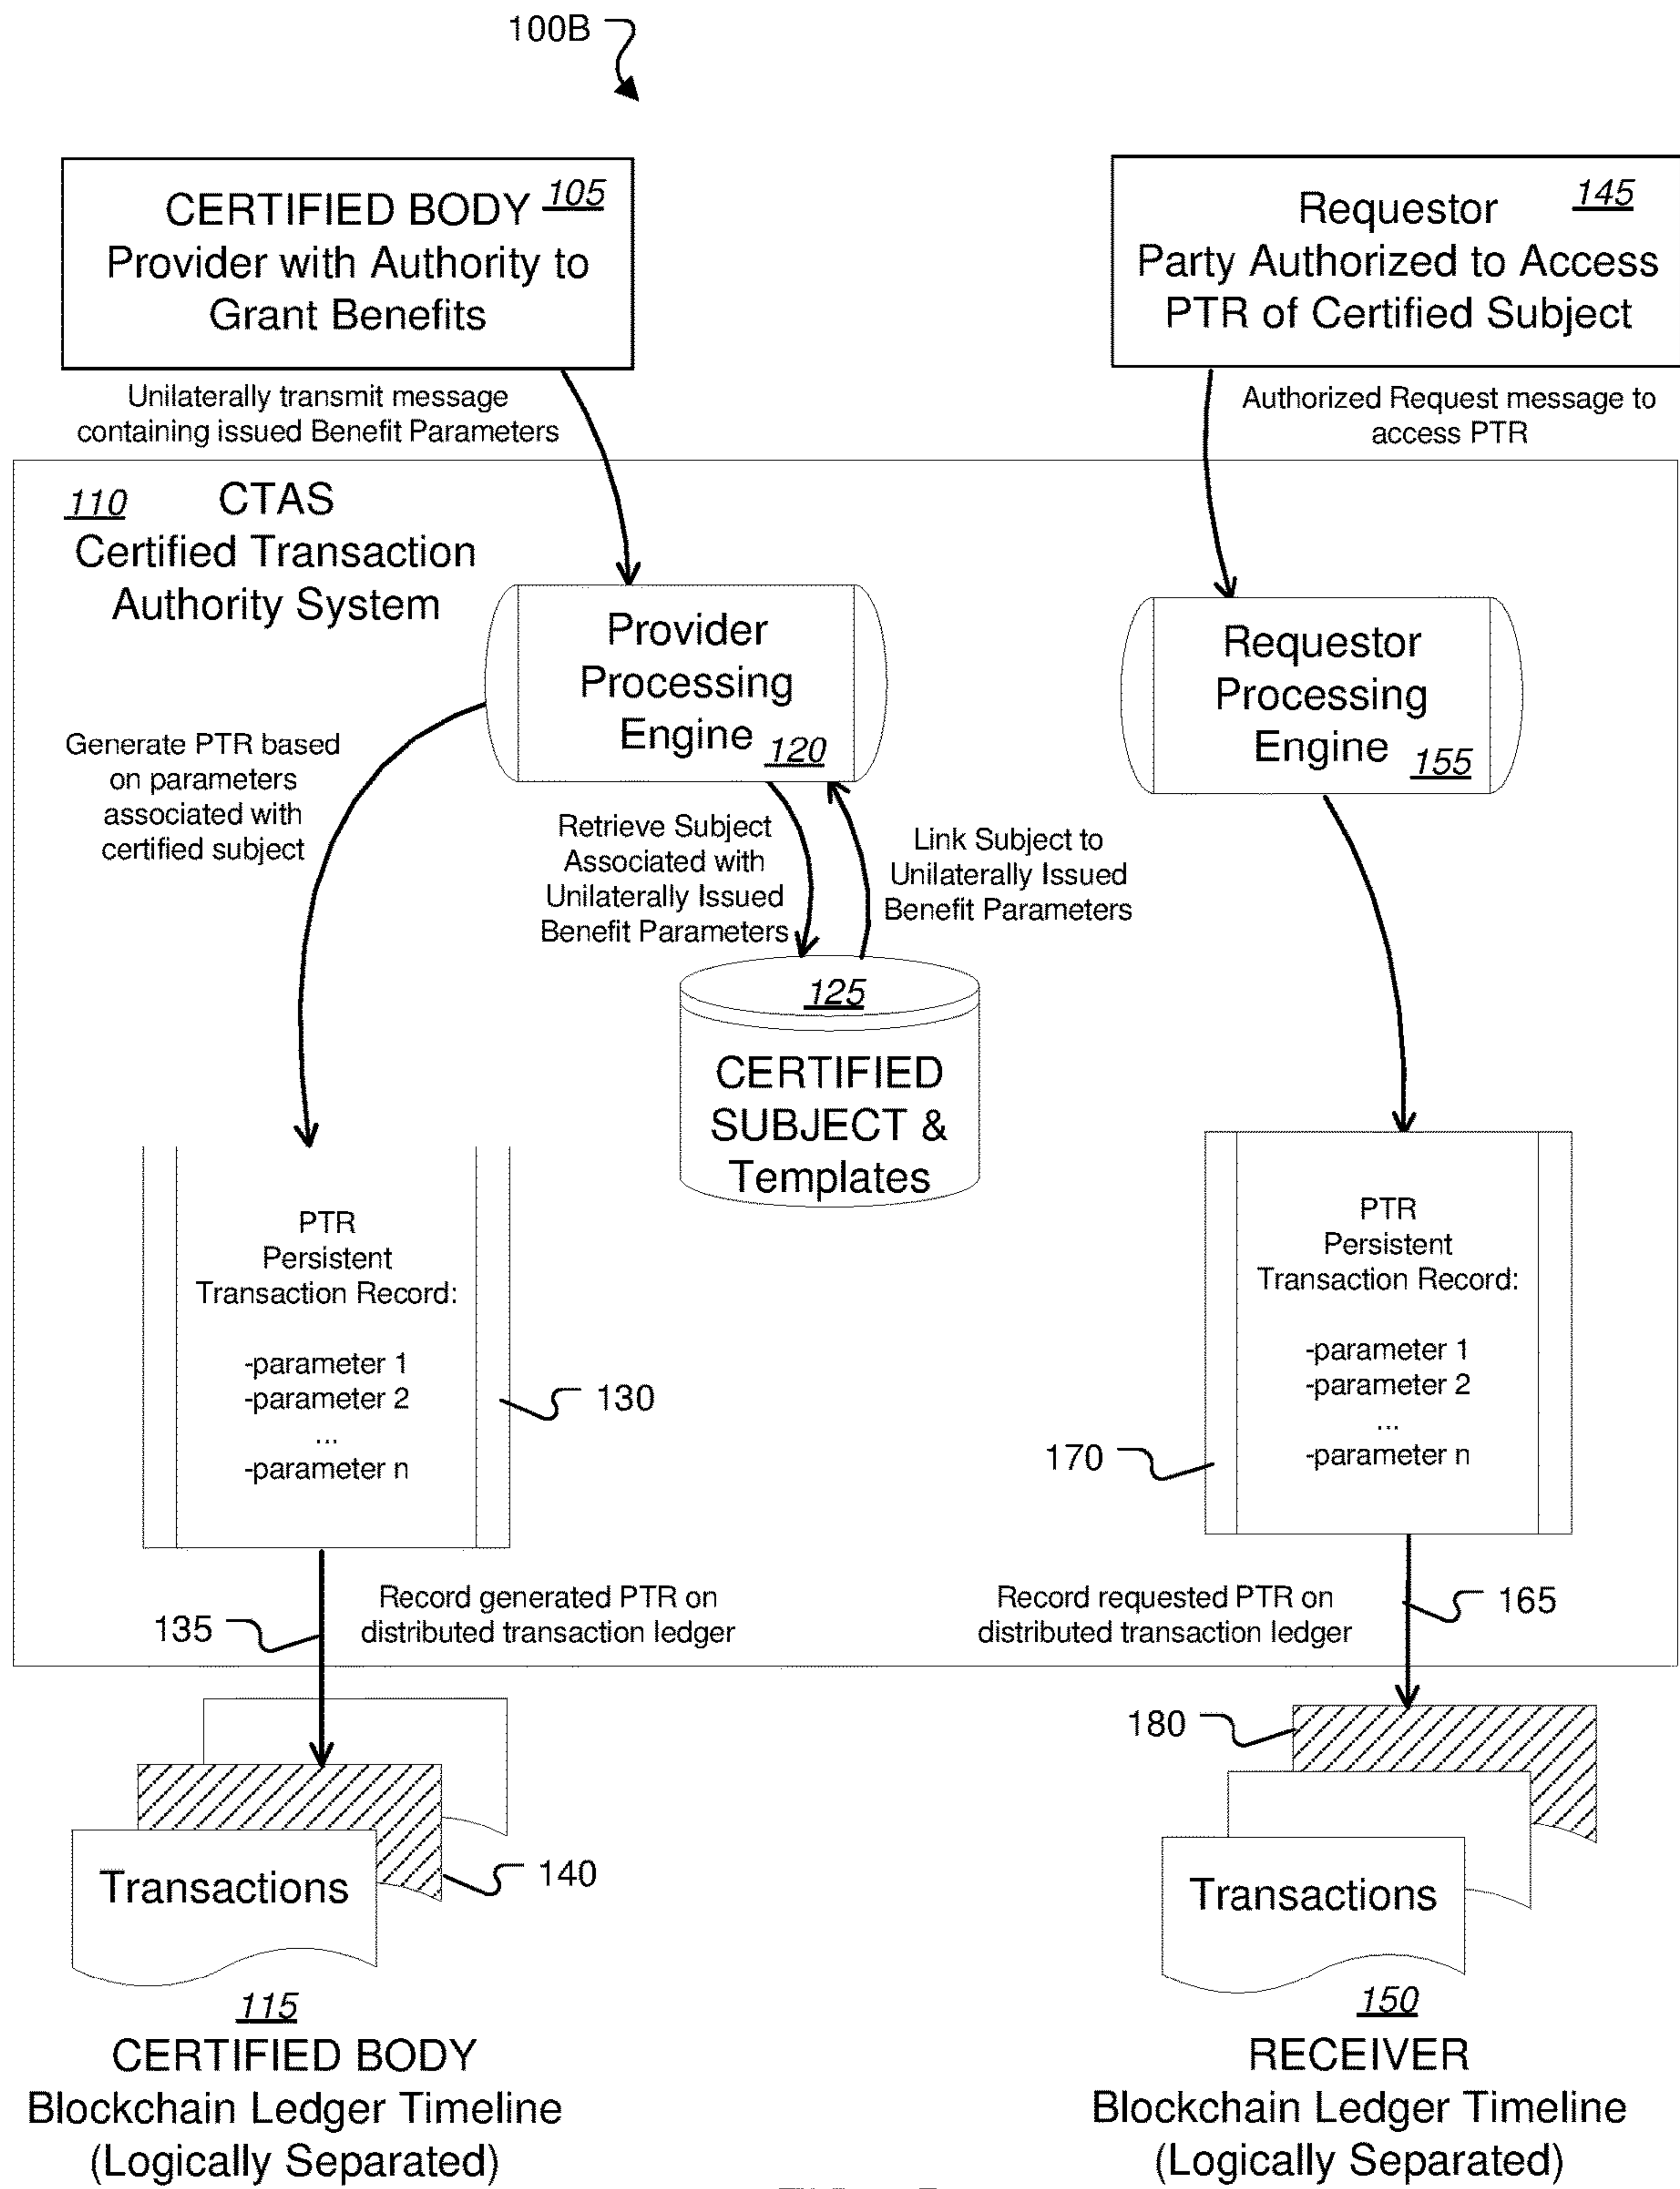 100B
CERTIFIED BODY 105
Provider with Authority to
Grant Benefits
Requestor 145
Party Authorized to Access
PTR of Certified Subject
Unilaterally transmit message
containing issued Benefit Parameters
Authorized Request message to
access PTR
110 CTAS
Certified Transaction
Authority System
Provider
Processing
Engine 120
Requestor
Processing
Engine 155
Generate PTR based
on parameters
associated with
certified subject
Retrieve Subject
Associated with
Unilaterally Issued
Benefit Parameters
Link Subject to
Unilaterally Issued
Benefit Parameters
125
CERTIFIED
SUBJECT &
Templates
PTR
Persistent
Transaction Record:
-parameter 1
-parameter 2
...
-parameter n
130
PTR
Persistent
Transaction Record:
-parameter 1
-parameter 2
...
-parameter n
170
Record generated PTR on
distributed transaction ledger
135
Record requested PTR on
distributed transaction ledger
165
Transactions
140
180
Transactions
115
CERTIFIED BODY
Blockchain Ledger Timeline
(Logically Separated)
150
RECEIVER
Blockchain Ledger Timeline
(Logically Separated)